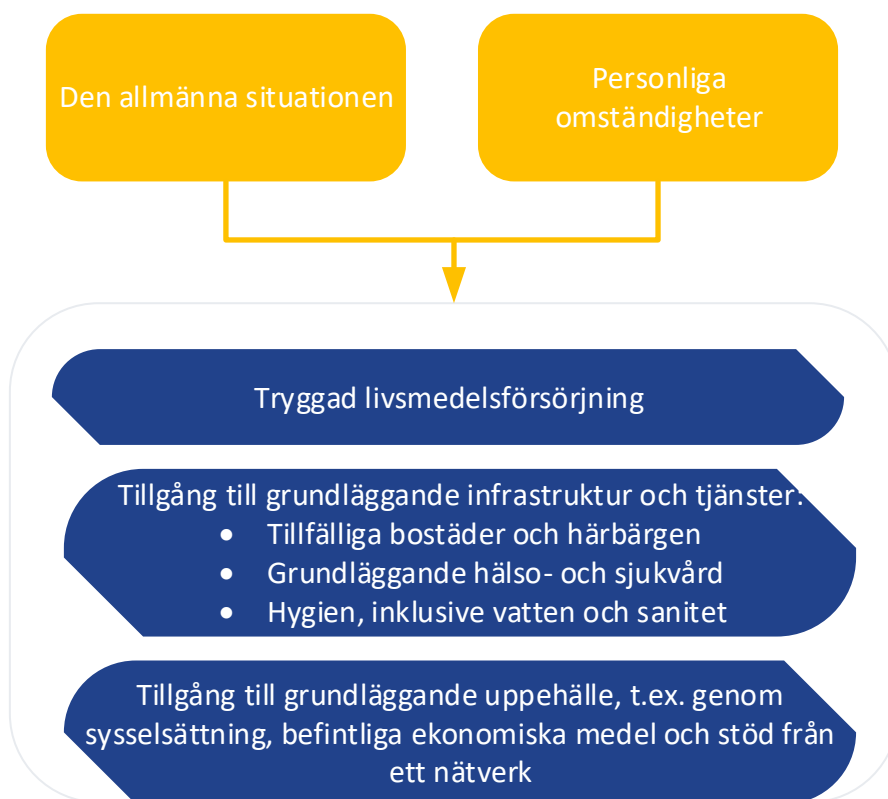 Den allmänna situationen
Personliga
omständigheter
Tryggad livsmedelsförsörjning
Tillgång till grundläggande infrastruktur och tjänster:
• Tillfälliga bostäder och härbärgen
• Grundläggande hälso- och sjukvård
• Hygien, inklusive vatten och sanitet
Tillgång till grundläggande uppehälle, t.ex. genom
sysselsättning, befintliga ekonomiska medel och stöd från
ett nätverk